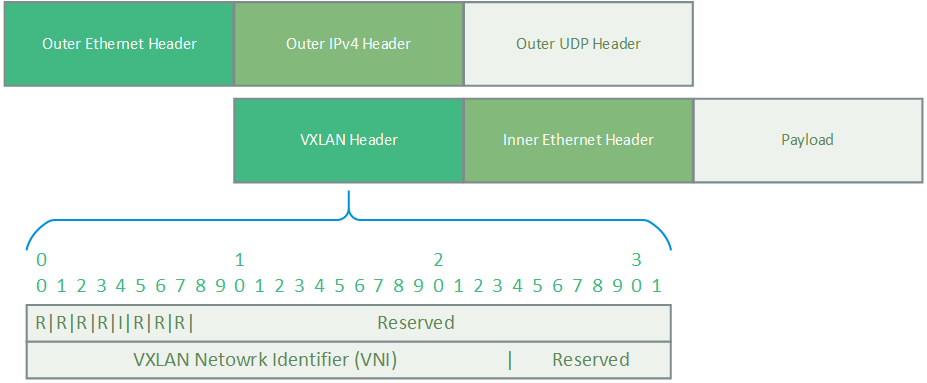 Outer Ethernet Header Outer IPv4 Header Outer UDP Header
VXLAN Header Inner Ethernet Header Payload
0 1 2 3
0 1 2 3 4 5 6 7 8 9 0 1 2 3 4 5 6 7 8 9 0 1 2 3 4 5 6 7 8 9 0 1
R|R|R|R|I|R|R|R| Reserved
VXLAN Netowrk Identifier (VNI) | Reserved